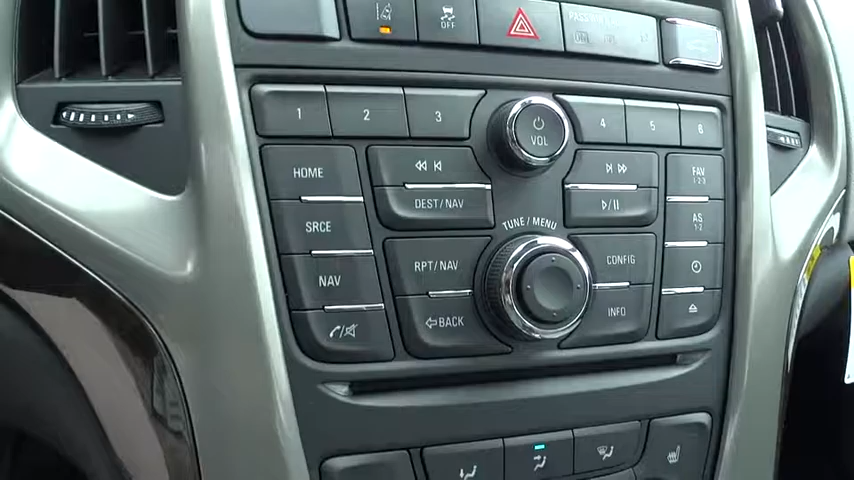 OFF
PASSENGER
1 2 3
VOL
4 5 6
HOME
FAV
1-2-3
DEST / NAV
SRCE
TUNE / MENU
AS
1-2
NAV
RPT / NAV
CONFIG
BACK
INFO